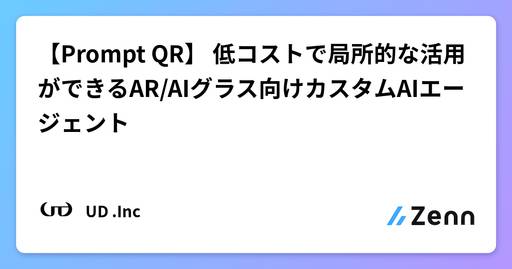 【Prompt QR】 低コストで局所的な活用
ができるAR/AIグラス向けカスタムAIエー
ジェント
UD .Inc
Zenn